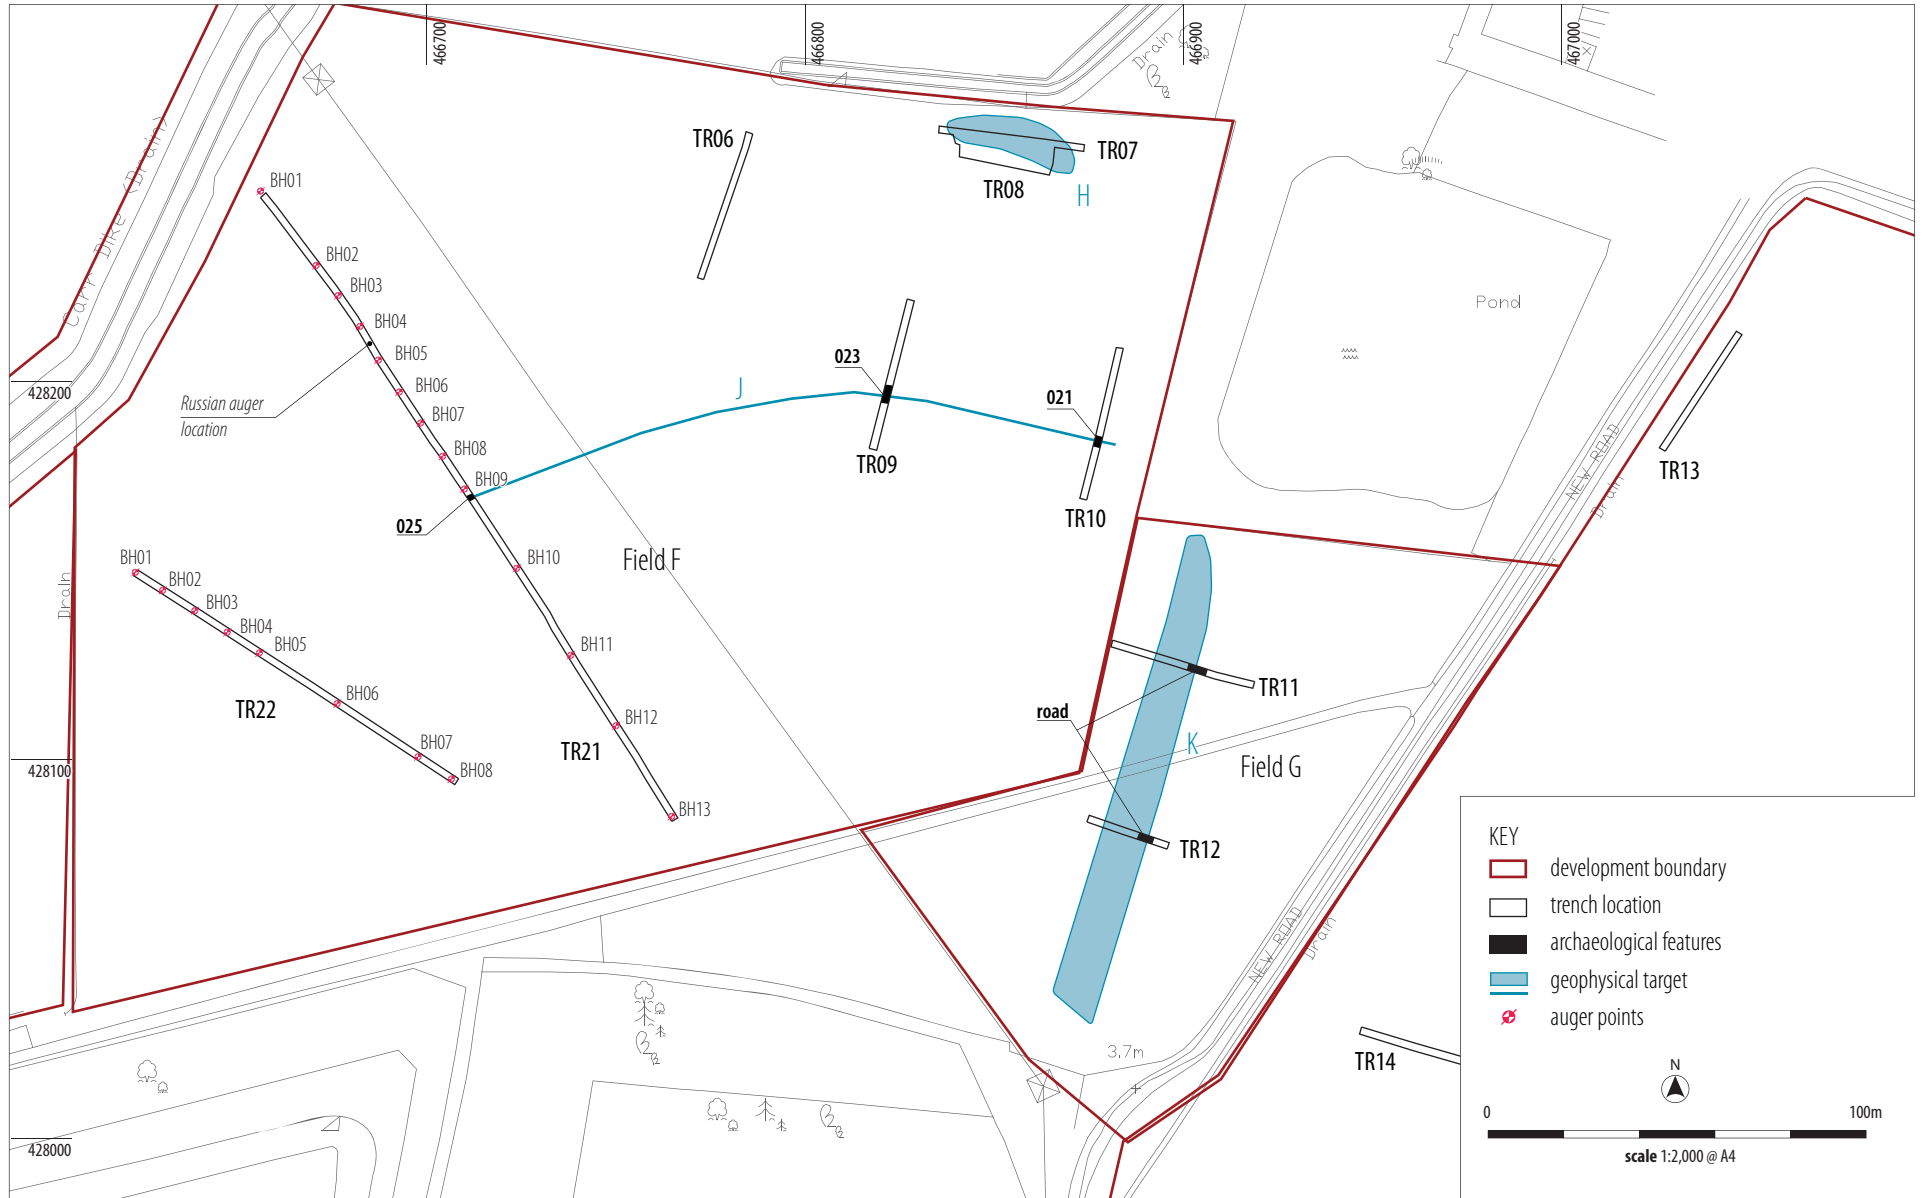 466700
466800
466900
467000
Drain
Carr Dike (Drain)
TR06
TR07
TR08
H
BH01
BH02
BH03
BH04
BH05
BH06
BH07
BH08
BH09
BH10
BH11
BH12
BH13
TR21
Russian auger
location
428200
J
023
TR09
021
TR10
025
Field F
Pond
NEW ROAD
Drain
TR13
Drain
BH01
BH02
BH03
BH04
BH05
BH06
BH07
BH08
TR22
428100
TR11
road
K
Field G
TR12
NEW ROAD
Drain
3.7m
TR14
428000
KEY
development boundary
trench location
archaeological features
geophysical target
auger points
N
0
100m
scale 1:2,000 @ A4